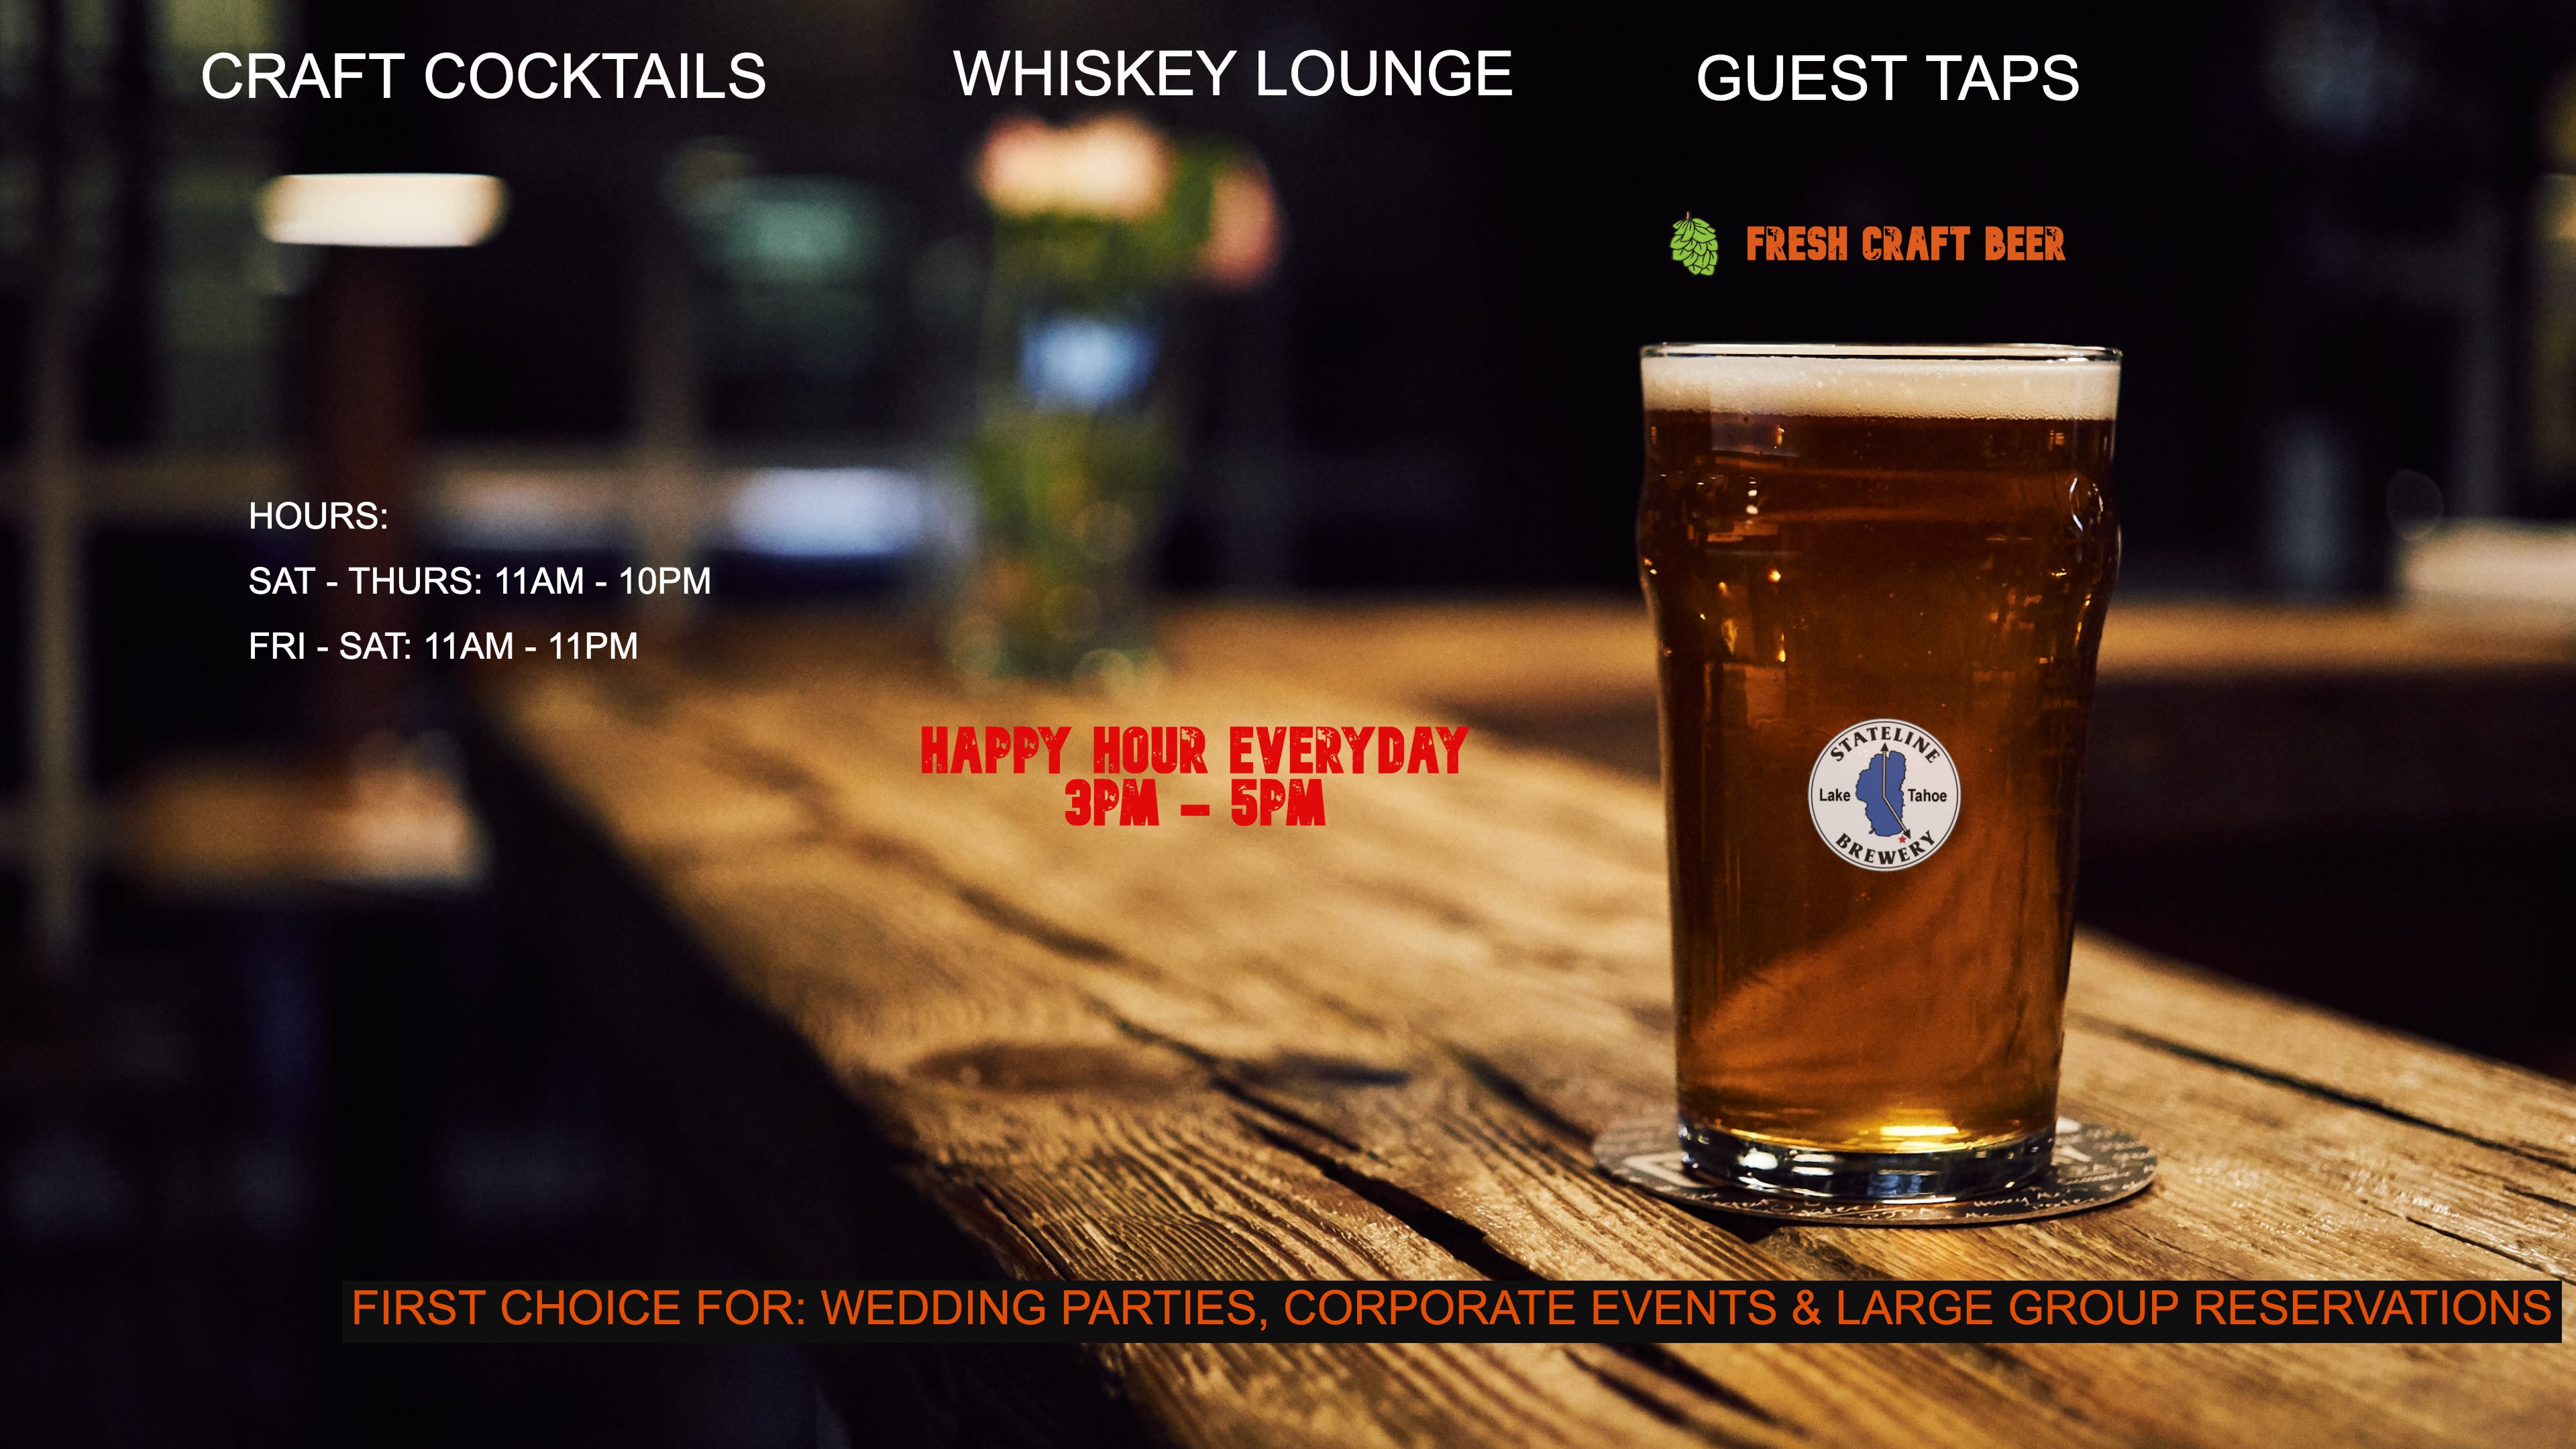 CRAFT COCKTAILS
WHISKEY LOUNGE
GUEST TAPS
FRESH CRAFT BEER
HOURS:
SAT - THURS: 11AM - 10PM
FRI - SAT: 11AM - 11PM
HAPPY HOUR EVERYDAY
3PM - 5PM
STATELINE
Lake Tahoe
BREWERY
FIRST CHOICE FOR: WEDDING PARTIES, CORPORATE EVENTS & LARGE GROUP RESERVATIONS